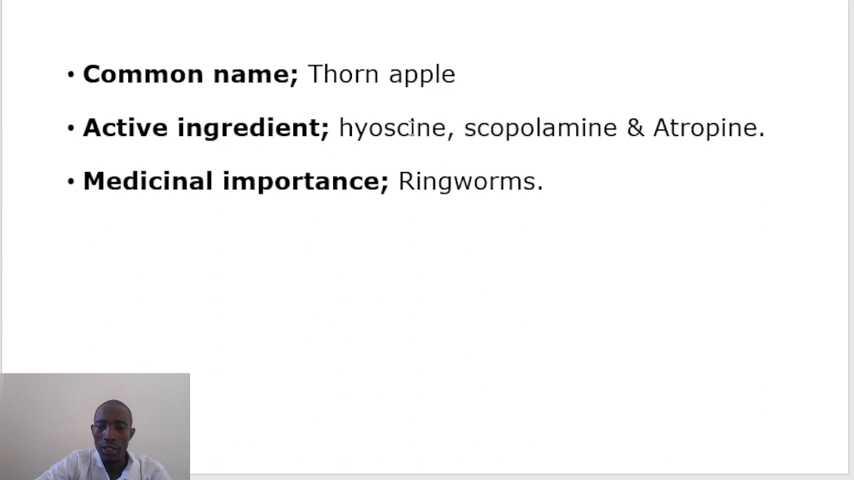 • Common name; Thorn apple
• Active ingredient; hyoscine, scopolamine & Atropine.
• Medicinal importance; Ringworms.